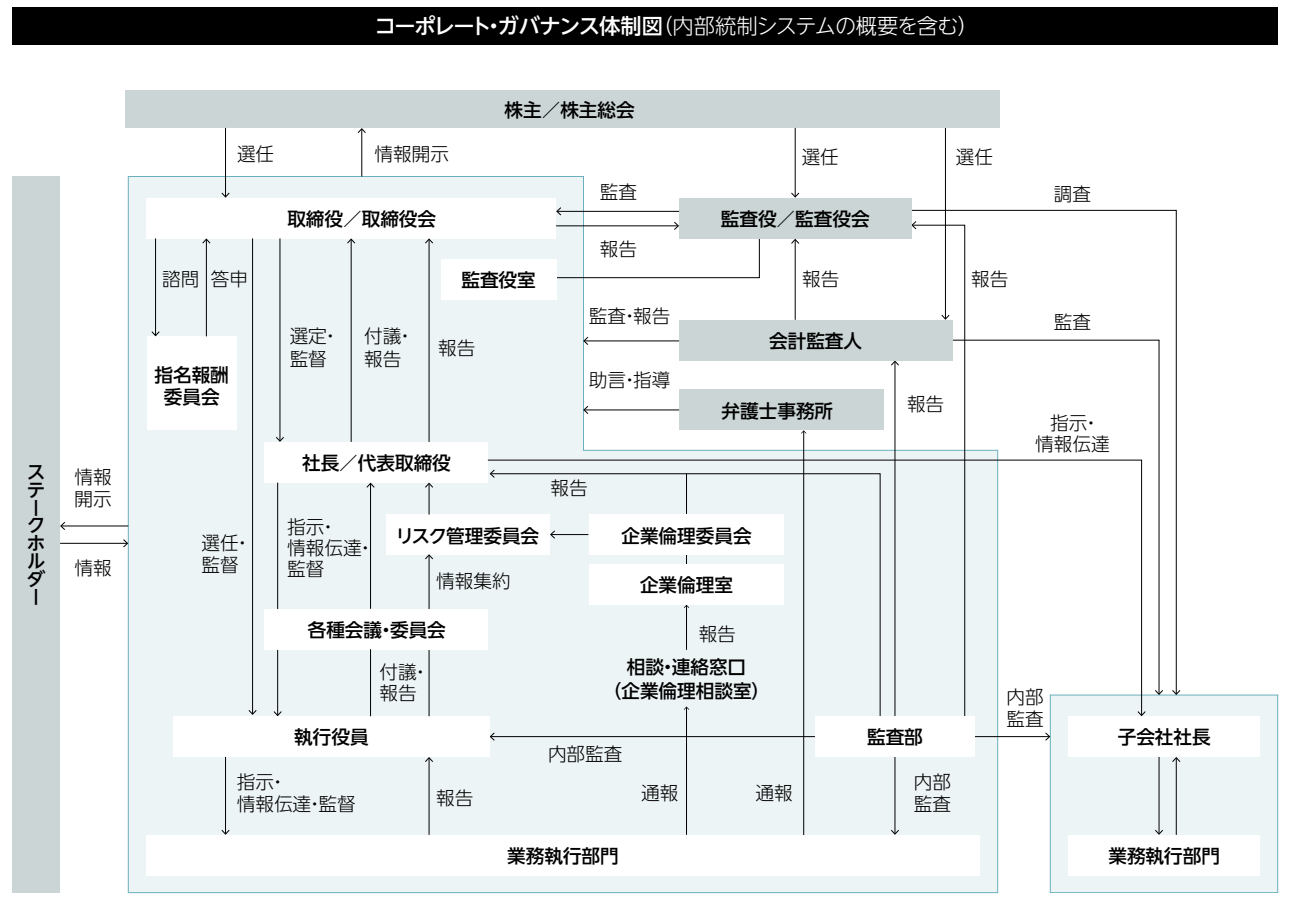 コーポレート・ガバナンス体制図(内部統制システムの概要を含む)
株主／株主総会
選任
情報開示
選任
選任
ステークホルダー
情報
開示
情報
取締役／取締役会
監査
報告
監査役／監査役会
調査
監査役室
諮問
答申
報告
報告
指名報酬
委員会
選定・
監督
付議・
報告
報告
監査・報告
会計監査人
監査
助言・指導
弁護士事務所
報告
指示・
情報伝達
社長／代表取締役
報告
選任・
監督
指示・
情報伝達・
監督
リスク管理委員会
企業倫理委員会
情報集約
企業倫理室
各種会議・委員会
報告
付議・
報告
相談・連絡窓口
(企業倫理相談室)
執行役員
内部監査
監査部
内部
監査
子会社社長
指示・
情報伝達・監督
報告
通報
通報
内部
監査
業務執行部門
業務執行部門